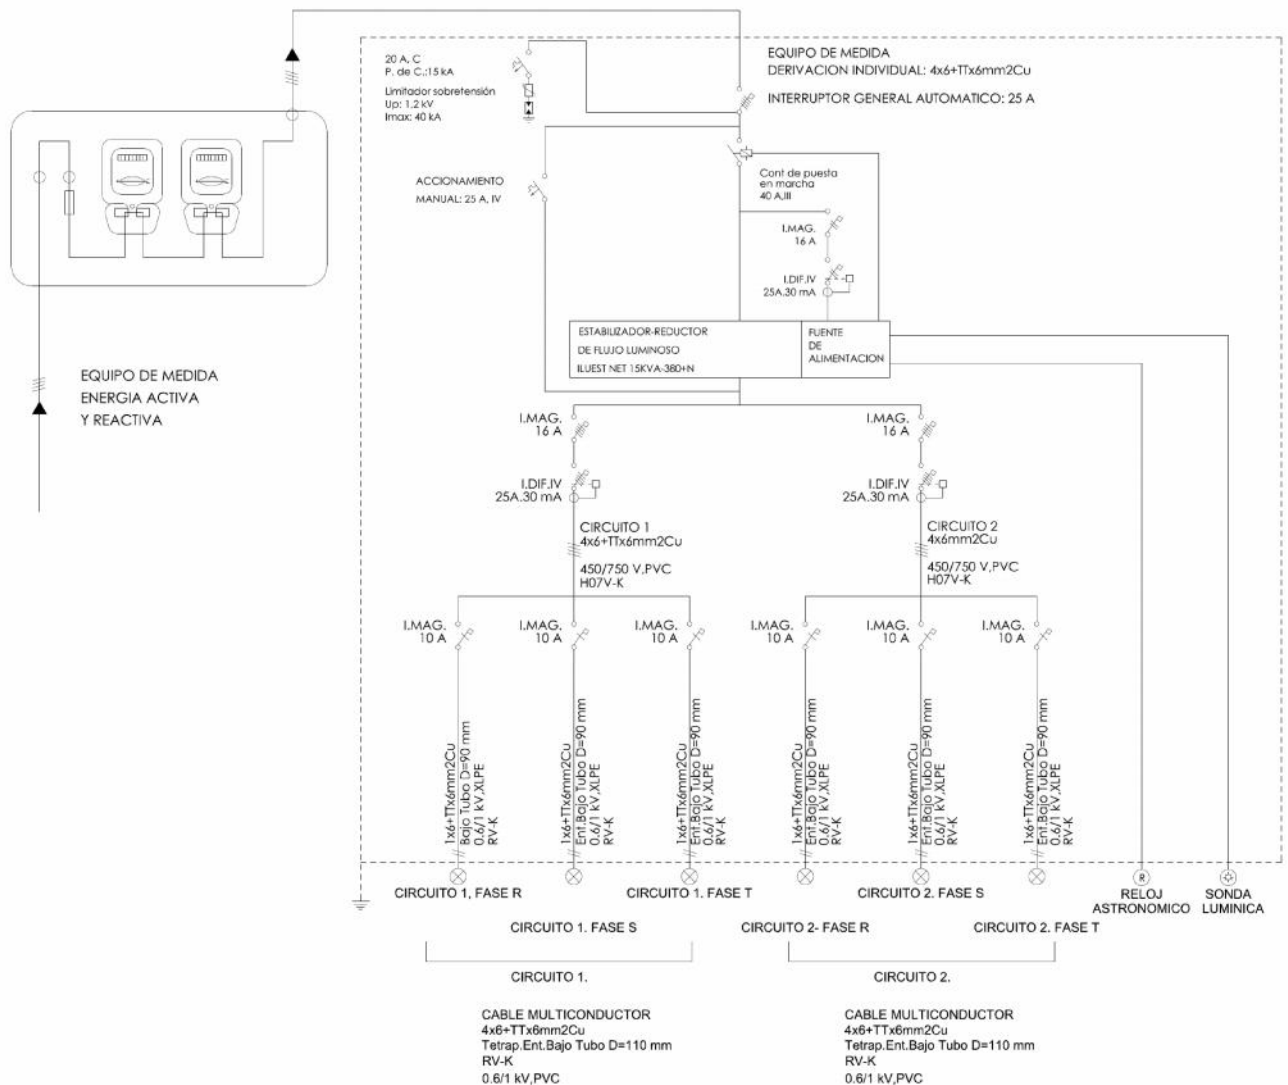 20 A, C
P. de C.:15 kA
Limitador sobretensión
Up: 1.2 kV
Imax: 40 kA
EQUIPO DE MEDIDA
DERIVACION INDIVIDUAL: 4x6+TTx6mm2Cu
INTERRUPTOR GENERAL AUTOMATICO: 25 A
ACCIONAMIENTO
MANUAL: 25 A, IV
Cont de puesta
en marcha
40 A,III
I.MAG.
16 A
I.DIF.IV
25A.30 mA
ESTABILIZADOR-REDUCTOR
DE FLUJO LUMINOSO
ILUEST NET 15KVA-380+N
FUENTE
DE
ALIMENTACION
EQUIPO DE MEDIDA
ENERGIA ACTIVA
Y REACTIVA
I.MAG.
16 A
I.DIF.IV
25A.30 mA
CIRCUITO 1
4x6+TTx6mm2Cu
450/750 V,PVC
H07V-K
I.MAG.
16 A
I.DIF.IV
25A.30 mA
CIRCUITO 2
4x6mm2Cu
450/750 V,PVC
H07V-K
I.MAG.
10 A
I.MAG.
10 A
I.MAG.
10 A
I.MAG.
10 A
I.MAG.
10 A
I.MAG.
10 A
1x6+TTx6mm2Cu
Bajo Tubo D=90 mm
0.6/1 kV,XLPE
RV-K
1x6+TTx6mm2Cu
Ent.Bajo Tubo D=90 mm
0.6/1 kV,XLPE
RV-K
1x6+TTx6mm2Cu
Ent.Bajo Tubo D=90 mm
0.6/1 kV,XLPE
RV-K
1x6+TTx6mm2Cu
Ent.Bajo Tubo D=90 mm
0.6/1 kV,XLPE
RV-K
1x6+TTx6mm2Cu
Ent.Bajo Tubo D=90 mm
0.6/1 kV,XLPE
RV-K
1x6+TTx6mm2Cu
Ent.Bajo Tubo D=90 mm
0.6/1 kV,XLPE
RV-K
CIRCUITO 1, FASE R
CIRCUITO 1. FASE S
CIRCUITO 1. FASE T
CIRCUITO 2- FASE R
CIRCUITO 2. FASE S
CIRCUITO 2. FASE T
R
RELOJ
ASTRONOMICO
SONDA
LUMINICA
CIRCUITO 1.
CABLE MULTICONDUCTOR
4x6+TTx6mm2Cu
Tetrap.Ent.Bajo Tubo D=110 mm
RV-K
0.6/1 kV,PVC
CIRCUITO 2.
CABLE MULTICONDUCTOR
4x6+TTx6mm2Cu
Tetrap.Ent.Bajo Tubo D=110 mm
RV-K
0.6/1 kV,PVC